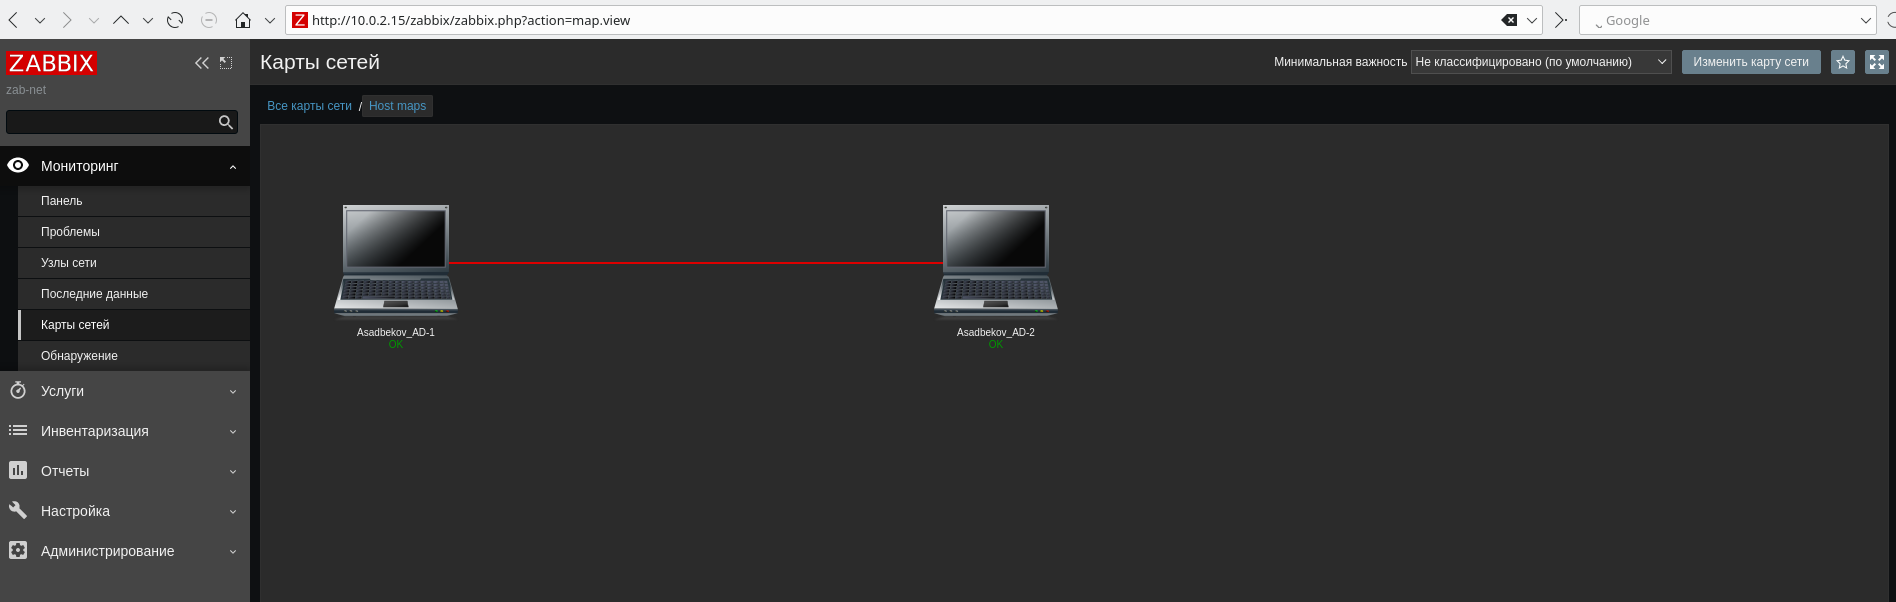 http://10.0.2.15/zabbix/zabbix.php?action=map.view
Google
ZABBIX
zab-net
Мониторинг
Панель
Проблемы
Узлы сети
Последние данные
Карты сетей
Обнаружение
Услуги
Инвентаризация
Отчеты
Настройка
Администрирование
Карты сетей
Минимальная важность Не классифицировано (по умолчанию) Изменить карту сети
Все карты сети / Host maps
Asadbekov_AD-1
OK
Asadbekov_AD-2
OK